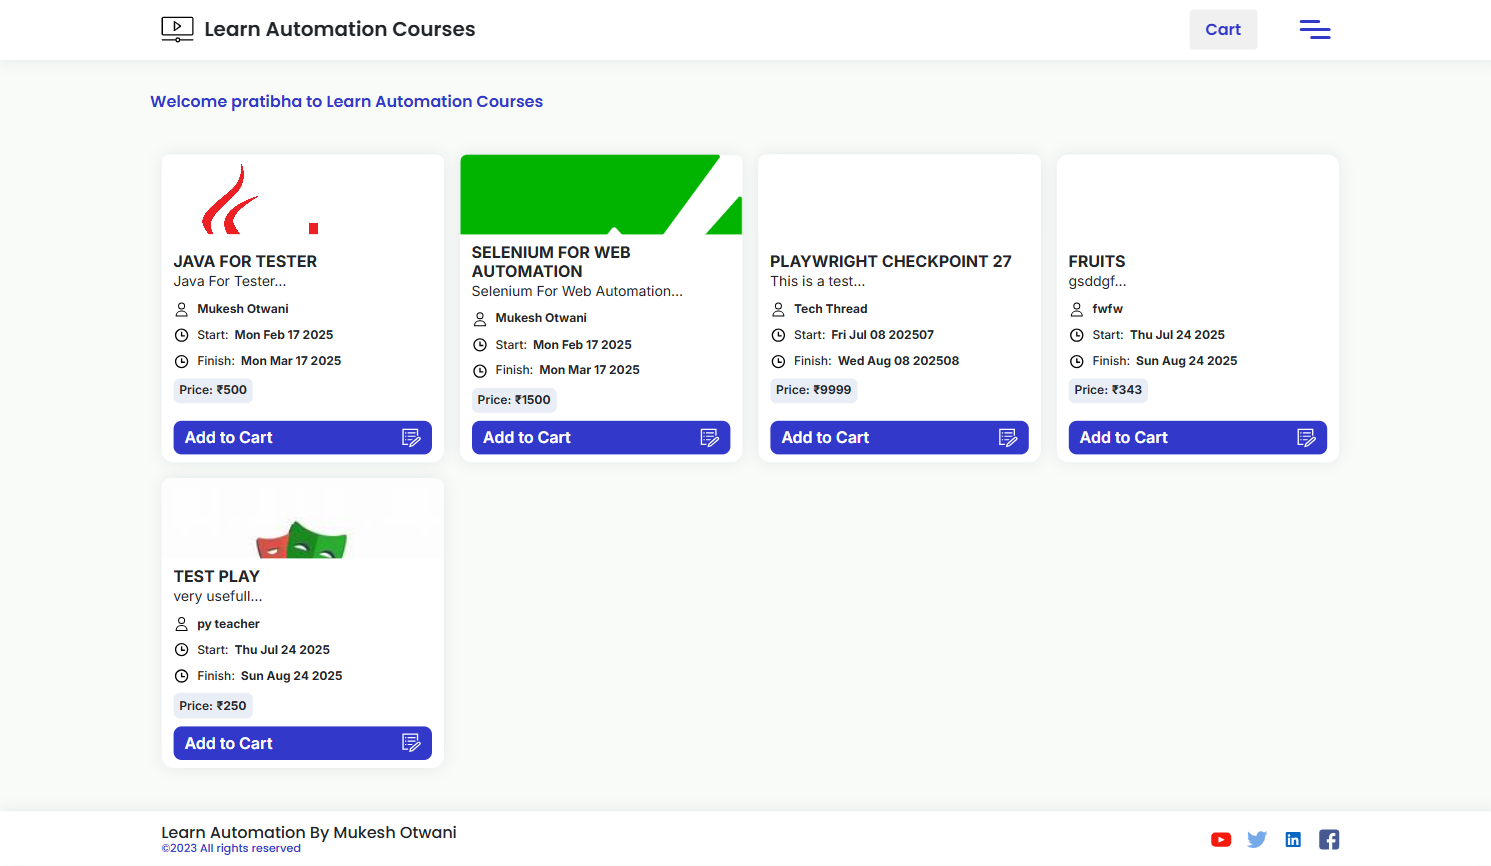 Learn Automation Courses
Cart
Welcome pratibha to Learn Automation Courses
JAVA FOR TESTER
Java For Tester...
Mukesh Otwani
Start: Mon Feb 17 2025
Finish: Mon Mar 17 2025
Price: ₹500
Add to Cart
SELENIUM FOR WEB
AUTOMATION
Selenium For Web Automation...
Mukesh Otwani
Start: Mon Feb 17 2025
Finish: Mon Mar 17 2025
Price: ₹1500
Add to Cart
PLAYWRIGHT CHECKPOINT 27
This is a test...
Tech Thread
Start: Fri Jul 08 202507
Finish: Wed Aug 08 202508
Price: ₹9999
Add to Cart
FRUITS
gsddgf...
fwfw
Start: Thu Jul 24 2025
Finish: Sun Aug 24 2025
Price: ₹343
Add to Cart
TEST PLAY
very usefull...
py teacher
Start: Thu Jul 24 2025
Finish: Sun Aug 24 2025
Price: ₹250
Add to Cart
Learn Automation By Mukesh Otwani
©2023 All rights reserved